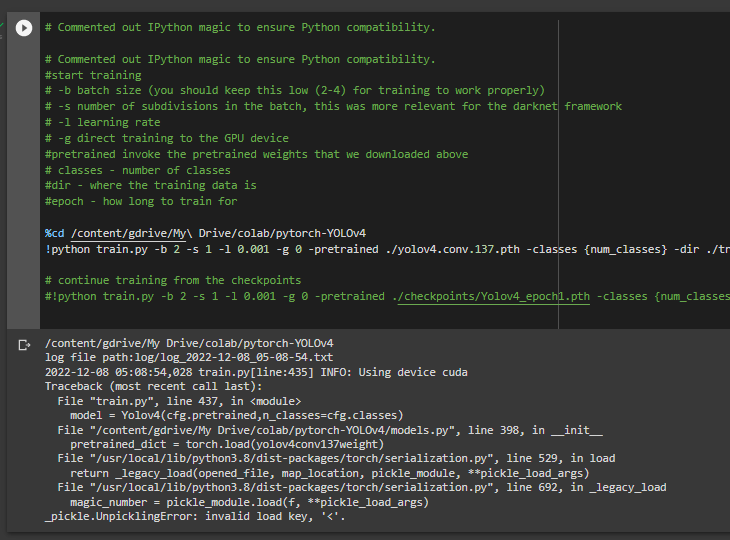 # Commented out IPython magic to ensure Python compatibility.
# Commented out IPython magic to ensure Python compatibility.
#start training
# -b batch size (you should keep this low (2-4) for training to work properly)
# -s number of subdivisions in the batch, this was more relevant for the darknet framework
# -l learning rate
# -g direct training to the GPU device
#pretrained invoke the pretrained weights that we downloaded above
# classes - number of classes
#dir - where the training data is
#epoch - how long to train for
%cd /content/gdrive/My\ Drive/colab/pytorch-YOLOv4
!python train.py -b 2 -s 1 -l 0.001 -g 0 -pretrained ./yolov4.conv.137.pth -classes {num_classes} -dir ./tr
# continue training from the checkpoints
#!python train.py -b 2 -s 1 -l 0.001 -g 0 -pretrained ./checkpoints/Yolov4_epoch1.pth -classes {num_classes
/content/gdrive/My Drive/colab/pytorch-YOLOv4
log file path:log/log_2022-12-08_05-08-54.txt
2022-12-08 05:08:54,028 train.py[line:435] INFO: Using device cuda
Traceback (most recent call last):
File "train.py", line 437, in <module>
model = Yolov4(cfg.pretrained,n_classes=cfg.classes)
File "/content/gdrive/My Drive/colab/pytorch-YOLOv4/models.py", line 398, in __init__
pretrained_dict = torch.load(yolov4conv137weight)
File "/usr/local/lib/python3.8/dist-packages/torch/serialization.py", line 529, in load
return _legacy_load(opened_file, map_location, pickle_module, **pickle_load_args)
File "/usr/local/lib/python3.8/dist-packages/torch/serialization.py", line 692, in _legacy_load
magic_number = pickle_module.load(f, **pickle_load_args)
_pickle.UnpicklingError: invalid load key, '<'.